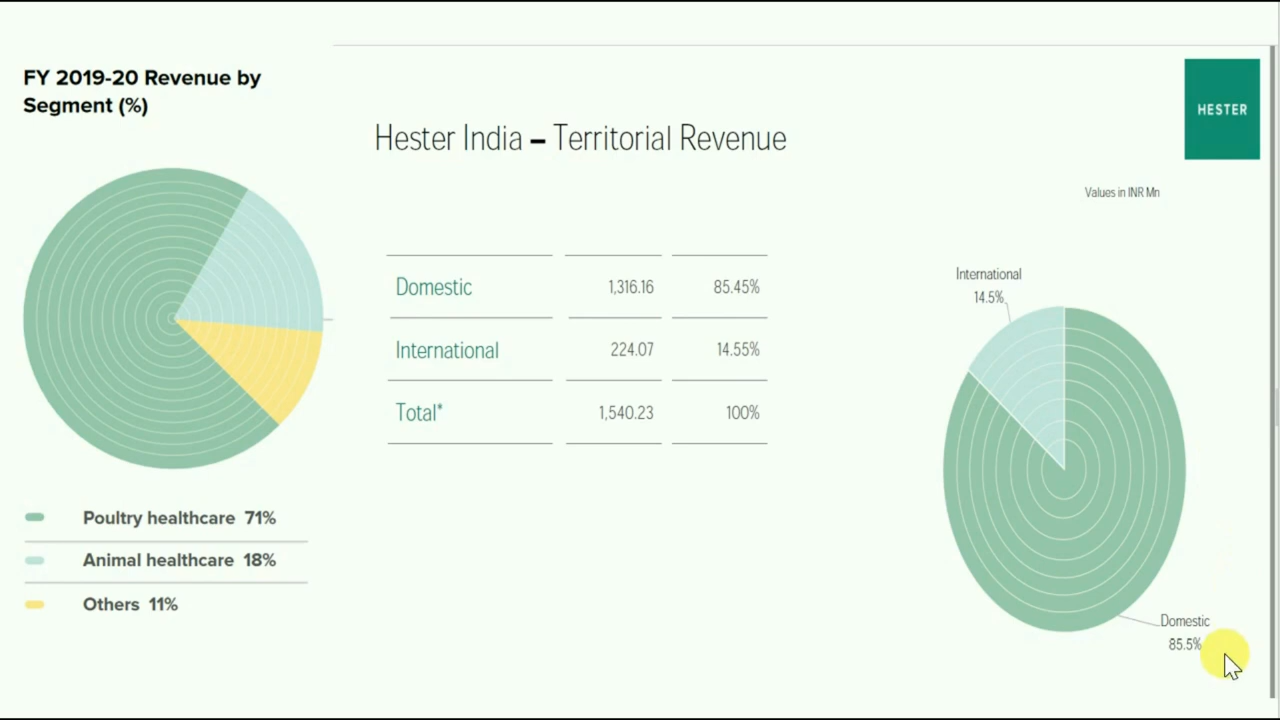 FY 2019-20 Revenue by
Segment (%)
Poultry healthcare 71%
Animal healthcare 18%
Others 11%
HESTER
Hester India – Territorial Revenue
Values in INR Mn
Domestic 1,316.16 85.45%
International 224.07 14.55%
Total* 1,540.23 100%
International
14.5%
Domestic
85.5%